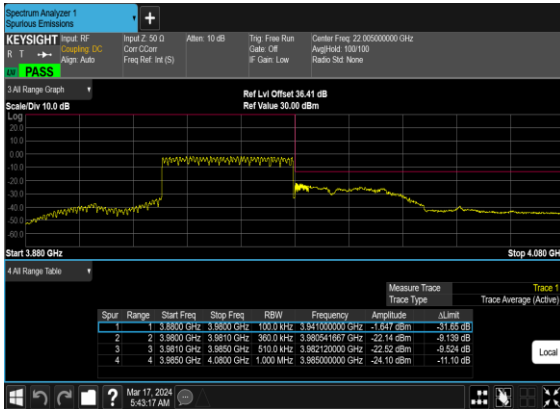 Spectrum Analyzer 1
Spurious Emissions
+
KEYSIGHT Input: RF Input Z: 50 Ω Atten: 10 dB Trig: Free Run Center Freq: 22.005000000 GHz
R T Coupling: DC Corr CCorr Gate: Off Avg|Hold: 100/100
Align: Auto Freq Ref: Int (S) IF Gain: Low Radio Std: None
LXI PASS
3 All Range Graph
Ref Lvl Offset 36.41 dB
Scale/Div 10.0 dB Ref Value 30.00 dBm
Log
20.0
10.0
0.00
-10.0
-20.0
-30.0
-40.0
-50.0
-60.0
Start 3.880 GHz Stop 4.080 GH
4 All Range Table
Measure Trace Trace 1
Trace Type Trace Average (Active)
Spur Range Start Freq Stop Freq RBW Frequency Amplitude ΔLimit
1 1 3.8800 GHz 3.9800 GHz 100.0 kHz 3.941000000 GHz -1.647 dBm -31.65 dB
2 2 3.9800 GHz 3.9810 GHz 360.0 kHz 3.980541667 GHz -22.14 dBm -9.139 dB
3 3 3.9810 GHz 3.9850 GHz 510.0 kHz 3.982120000 GHz -22.52 dBm -9.524 dB
4 4 3.9850 GHz 4.0800 GHz 1.000 MHz 3.985000000 GHz -24.10 dBm -11.10 dB
Local
?
Mar 17, 2024
5:43:17 AM